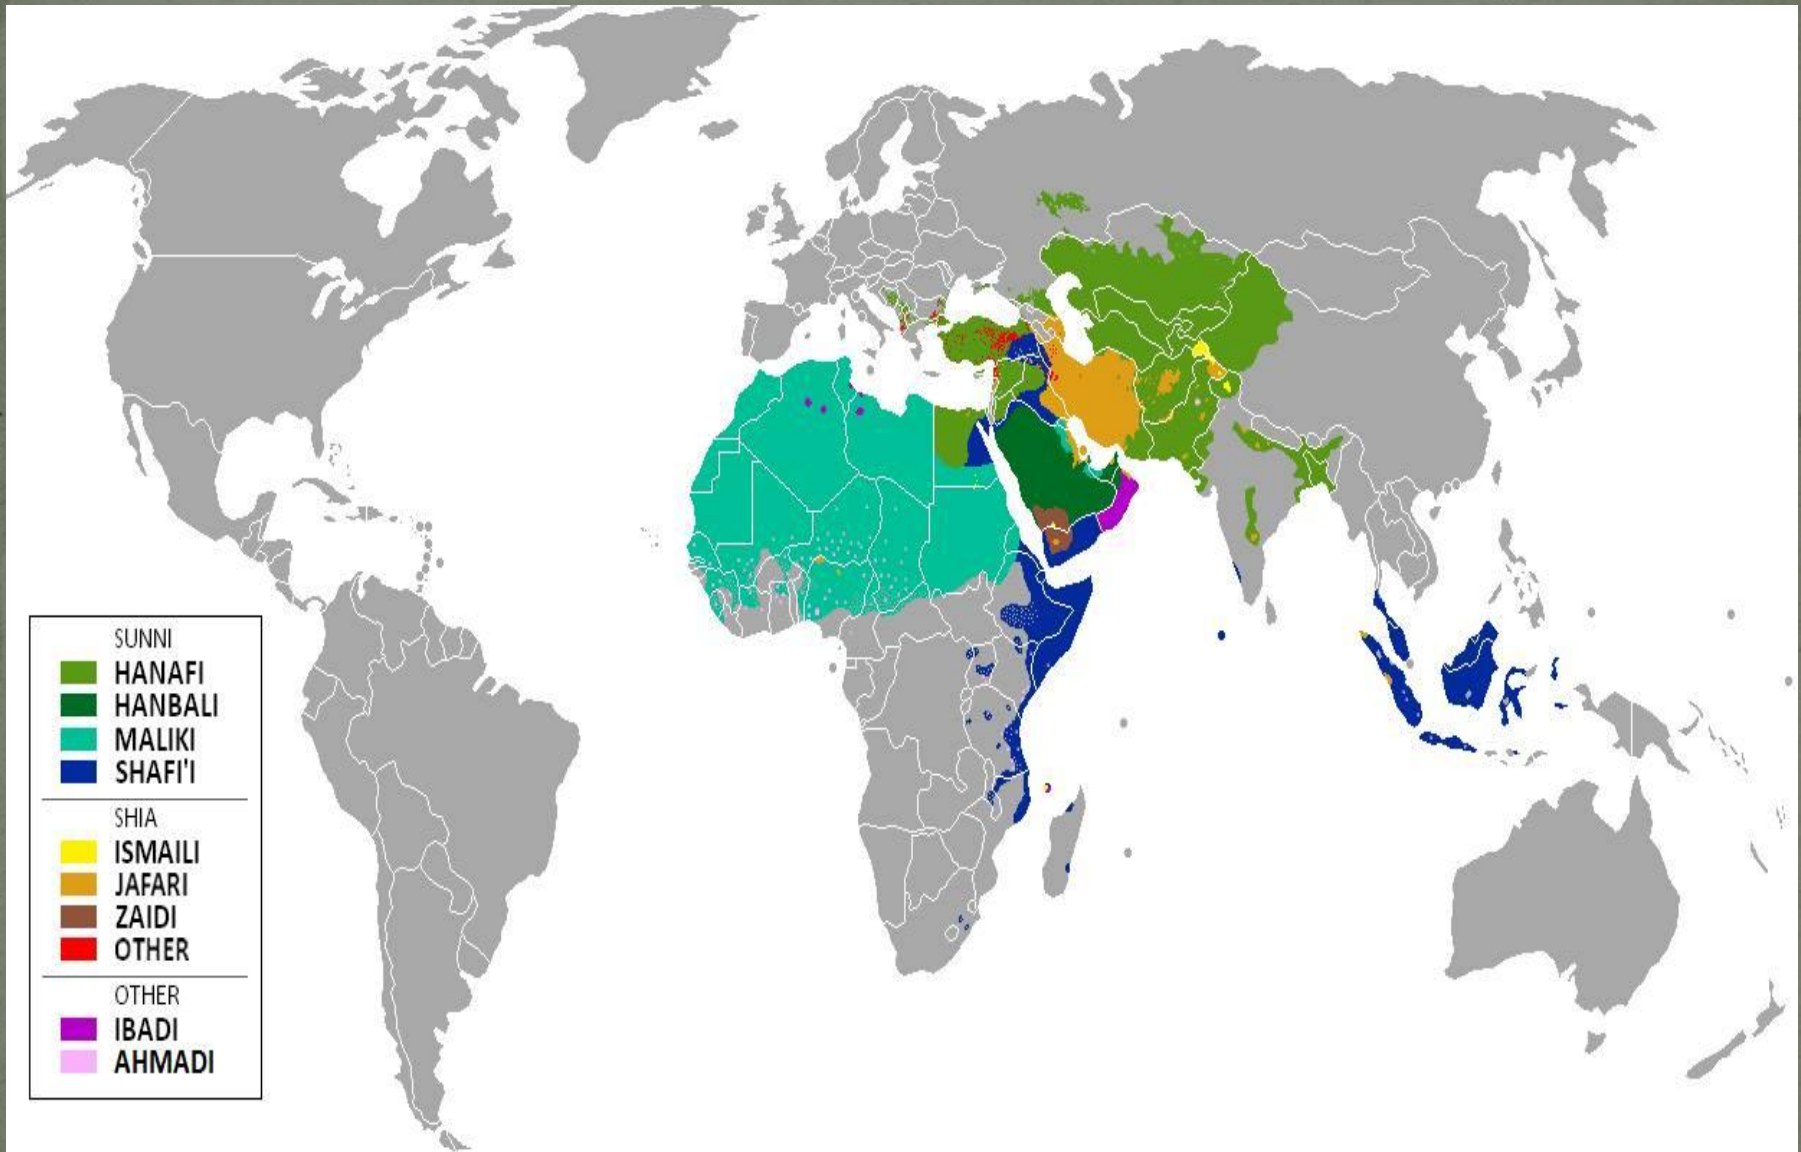 SUNNI
HANAFI
HANBALI
MALIKI
SHAFI'I
SHIA
ISMAILI
JAFARI
ZAIDI
OTHER
OTHER
IBADI
AHMADI